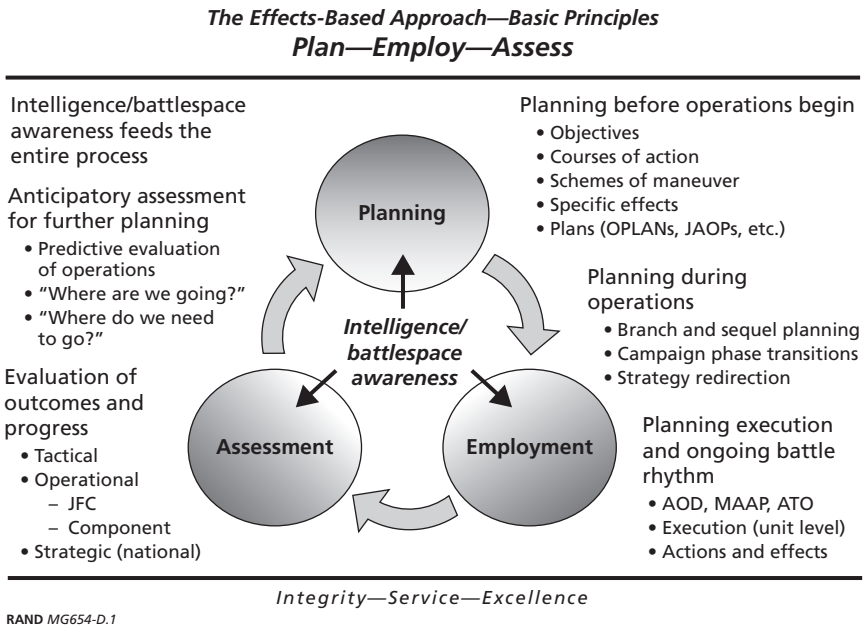 The Effects-Based Approach—Basic Principles
Plan—Employ—Assess
Intelligence/battlespace
awareness feeds the
entire process
Anticipatory assessment
for further planning
• Predictive evaluation
of operations
• “Where are we going?”
• “Where do we need
to go?”
Evaluation of
outcomes and
progress
• Tactical
• Operational
– JFC
– Component
• Strategic (national)
Planning
Intelligence/
battlespace
awareness
Assessment
Employment
Planning before operations begin
• Objectives
• Courses of action
• Schemes of maneuver
• Specific effects
• Plans (OPLANs, JAOPs, etc.)
Planning during
operations
• Branch and sequel planning
• Campaign phase transitions
• Strategy redirection
Planning execution
and ongoing battle
rhythm
• AOD, MAAP, ATO
• Execution (unit level)
• Actions and effects
Integrity—Service—Excellence
RAND MG654-D.1